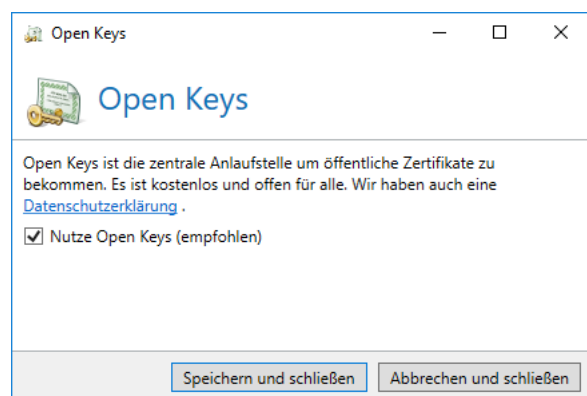 Open Keys
Open Keys
Open Keys ist die zentrale Anlaufstelle um öffentliche Zertifikate zu
bekommen. Es ist kostenlos und offen für alle. Wir haben auch eine
Datenschutzerklärung .
Nutze Open Keys (empfohlen)
Speichern und schließen
Abbrechen und schließen